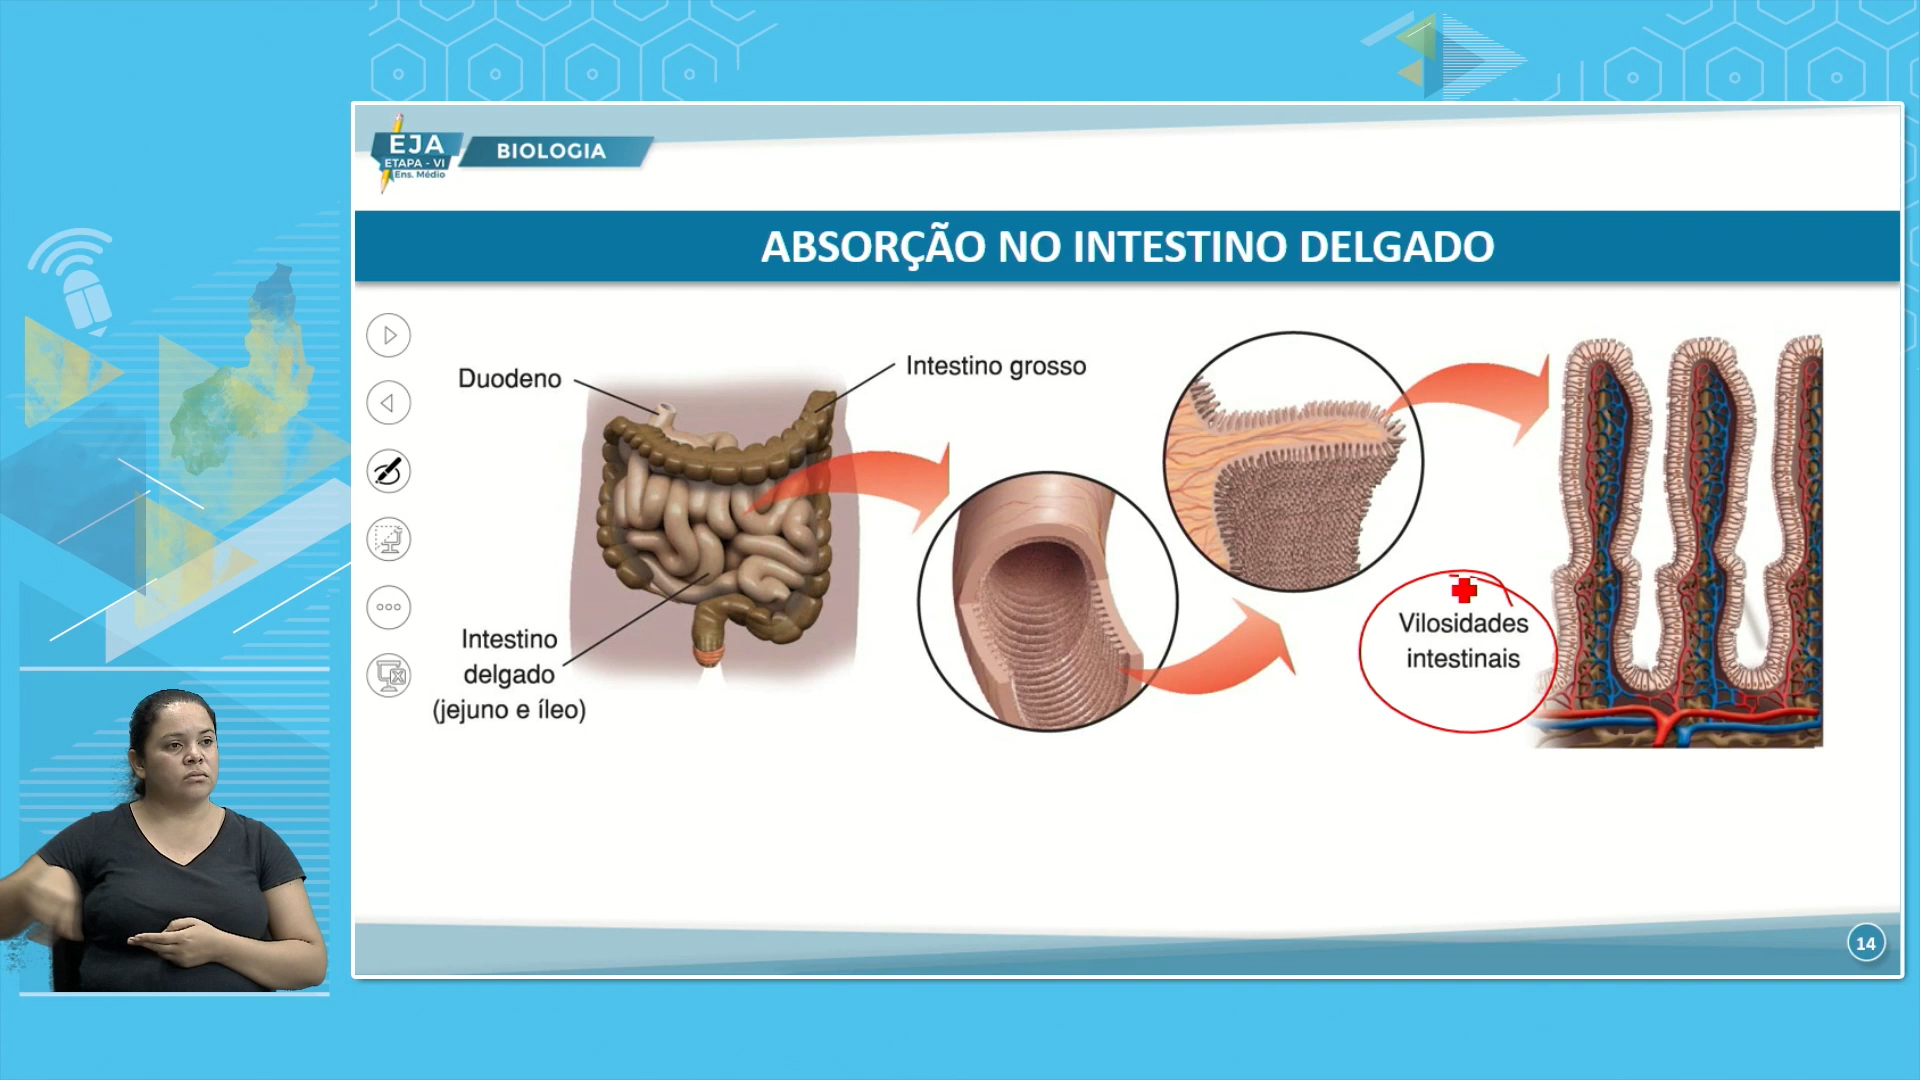 EJA
ETAPA - VI
Ens. Médio
BIOLOGIA
ABSORÇÃO NO INTESTINO DELGADO
Duodeno
Intestino grosso
Intestino
delgado
(jejuno e íleo)
Vilosidades
intestinais
14